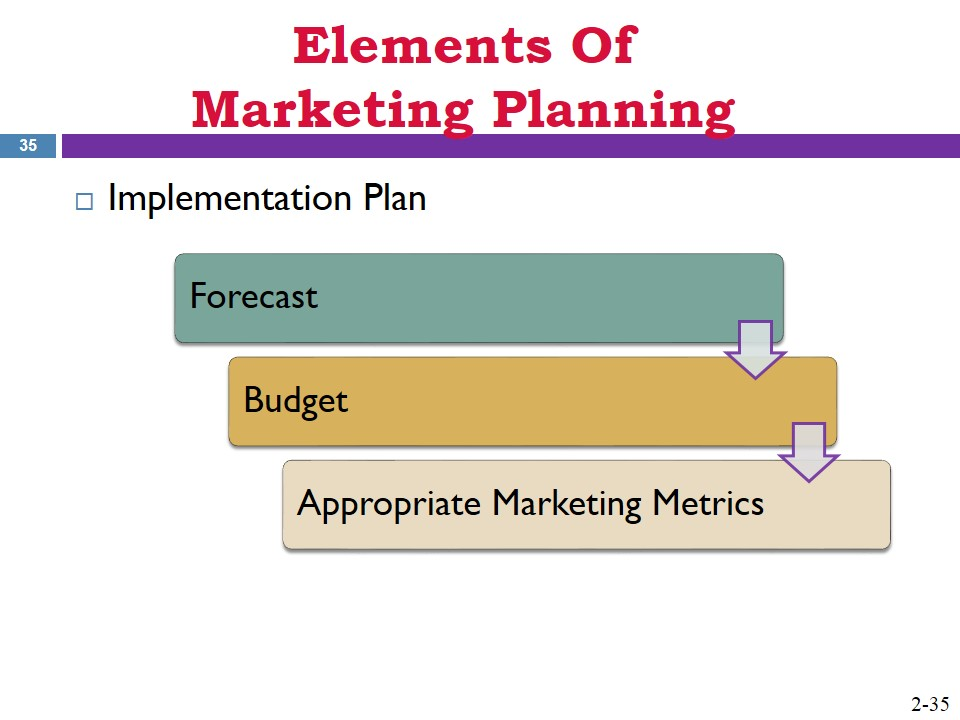 Elements Of
Marketing Planning
35
Implementation Plan
Forecast
Budget
Appropriate Marketing Metrics
2-35